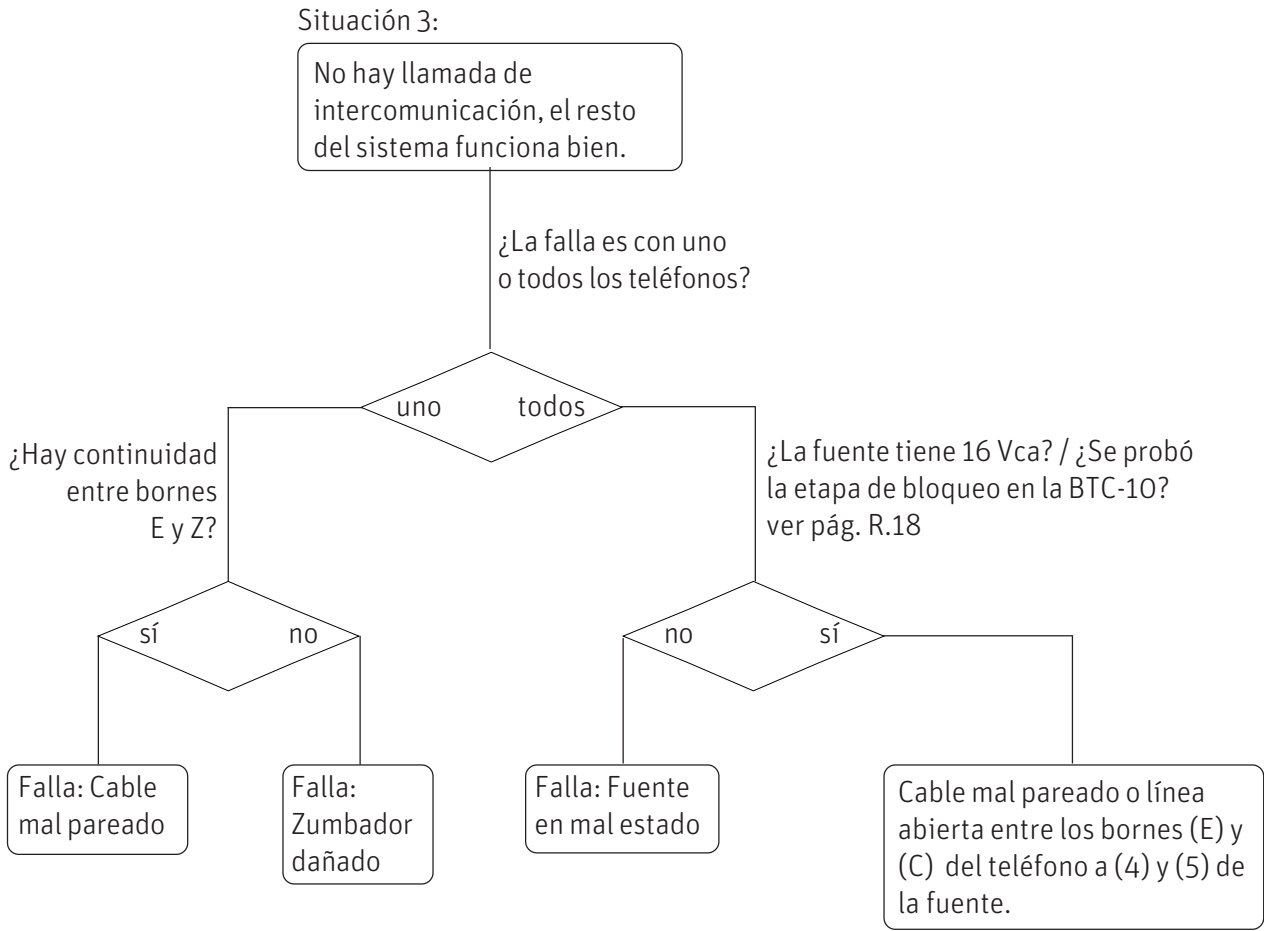 Situación 3:
No hay llamada de
intercomunicación, el resto
del sistema funciona bien.
¿La falla es con uno
o todos los teléfonos?
uno
todos
¿Hay continuidad
entre bornes
E y Z?
¿La fuente tiene 16 Vca? / ¿Se probó
la etapa de bloqueo en la BTC-10?
ver pág. R.18
sí
no
no
sí
Falla: Cable
mal pareado
Falla:
Zumbador
dañado
Falla: Fuente
en mal estado
Cable mal pareado o línea
abierta entre los bornes (E) y
(C) del teléfono a (4) y (5) de
la fuente.